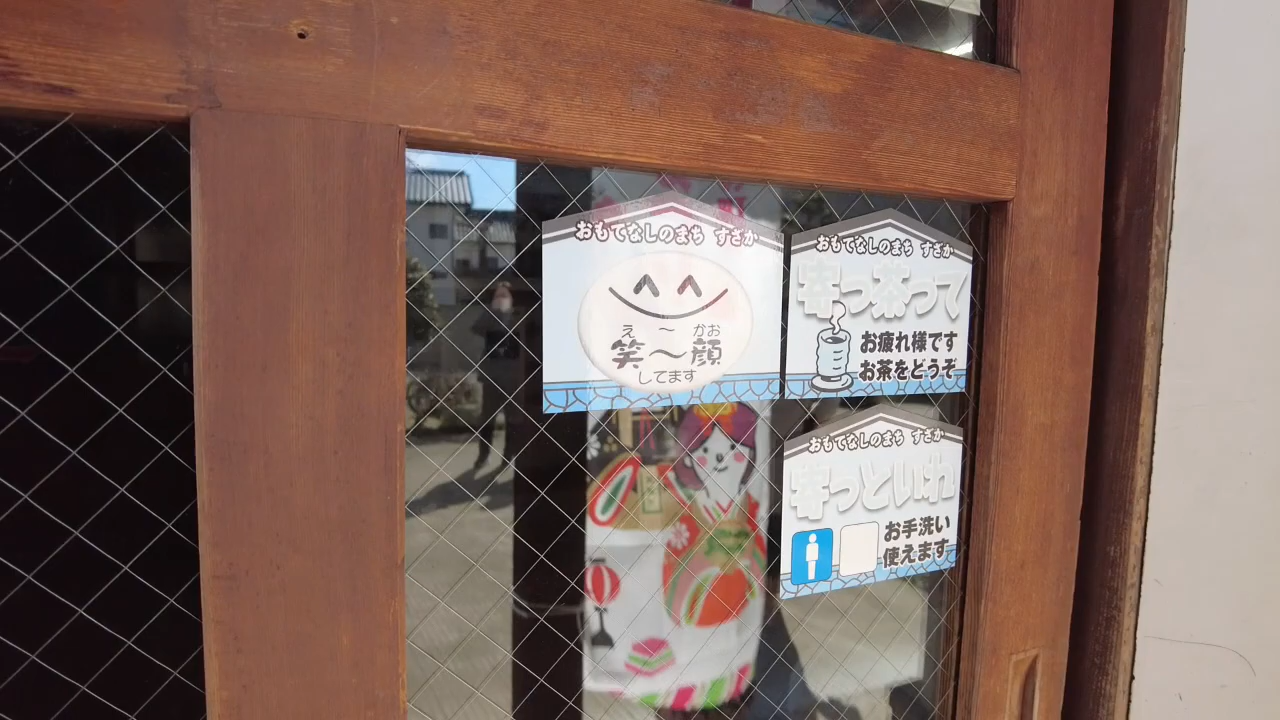 おもてなしのまち すざか
え 〜 かお
笑〜顔
してます
おもてなしのまち すざか
寄っ茶って
お疲れ様です
お茶をどうぞ
おもてなしのまち すざか
寄っといれ
お手洗い
使えます